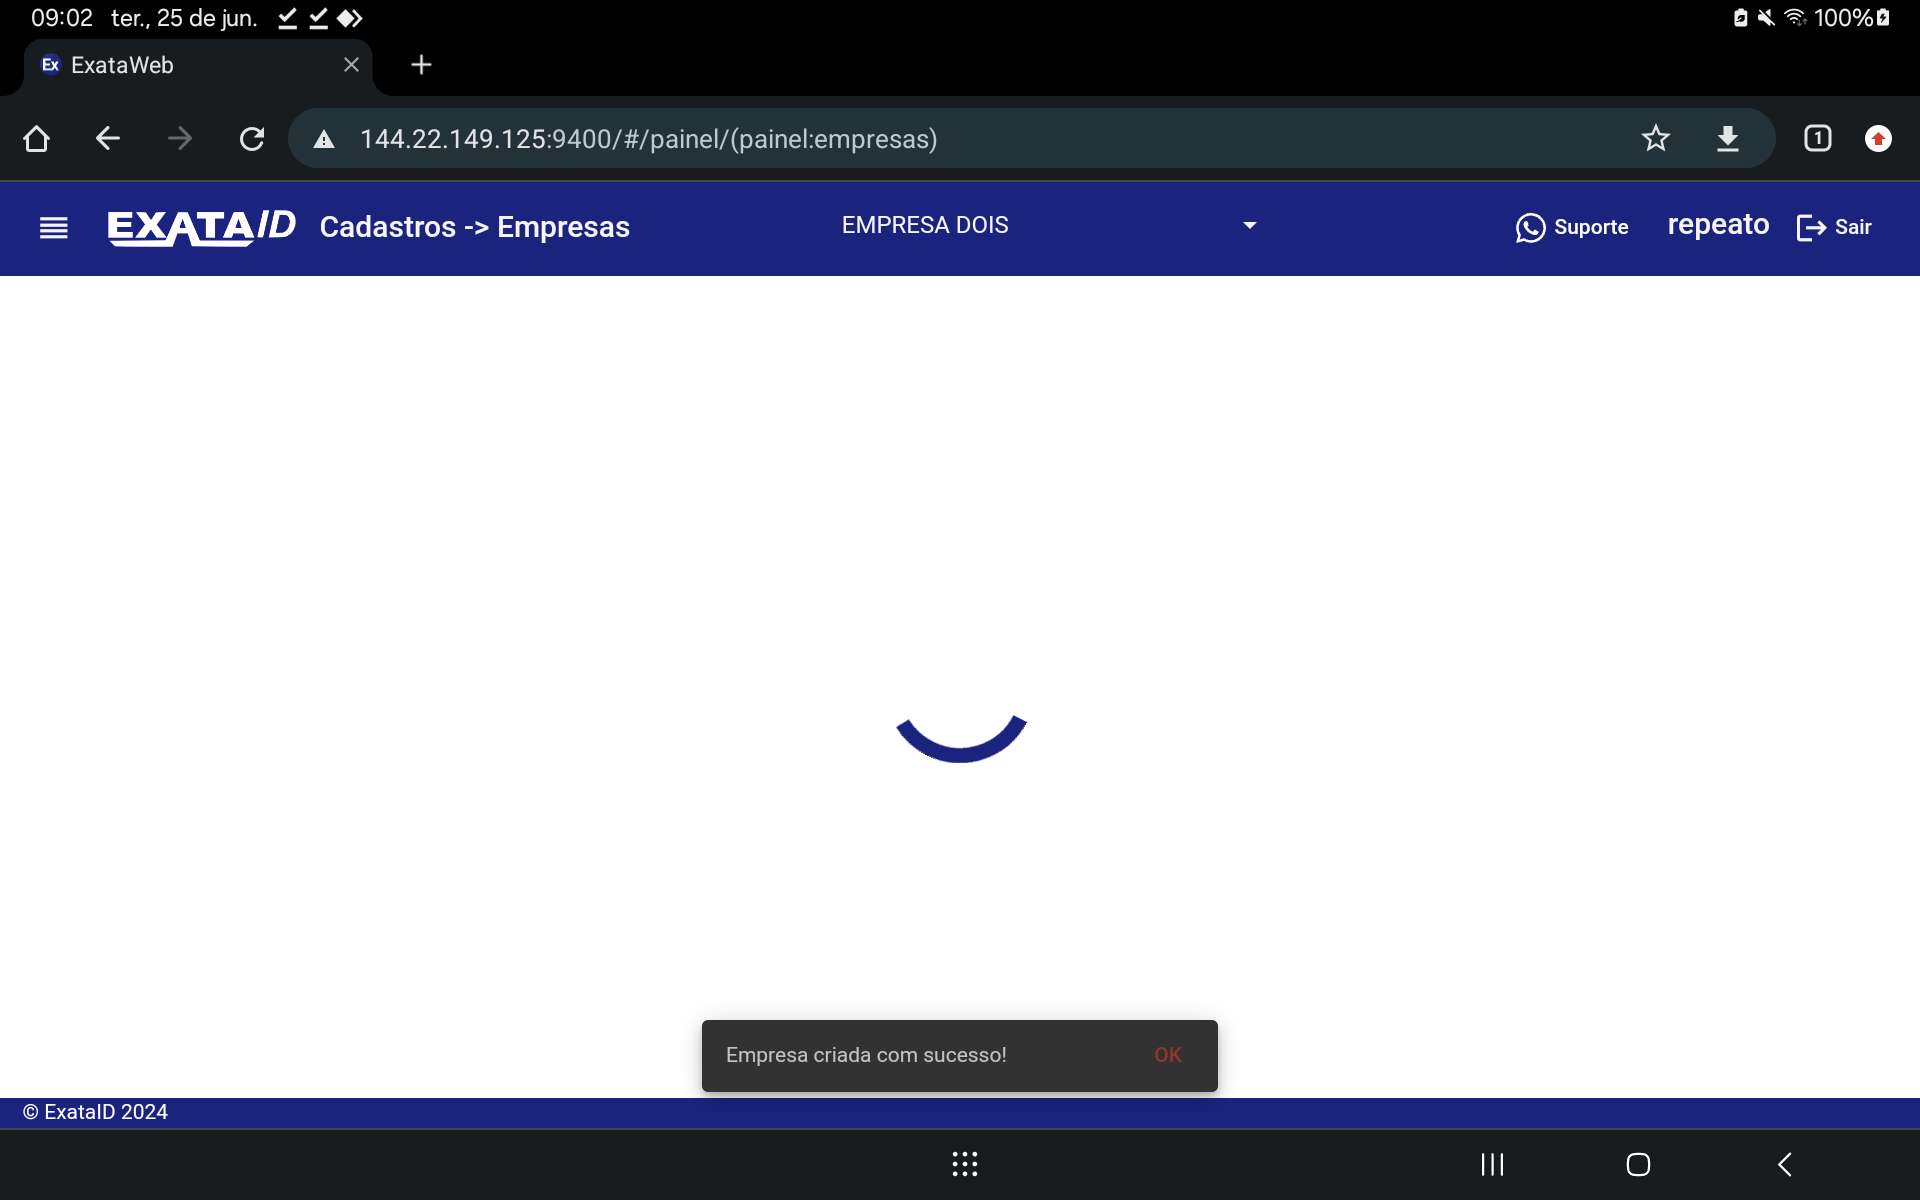 09:02 ter., 25 de jun. 100%
Ex ExataWeb
144.22.149.125:9400/#/painel/(painel:empresas) 1
EXATAID Cadastros -> Empresas EMPRESA DOIS Suporte repeato Sair
Empresa criada com sucesso! OK
© ExataID 2024